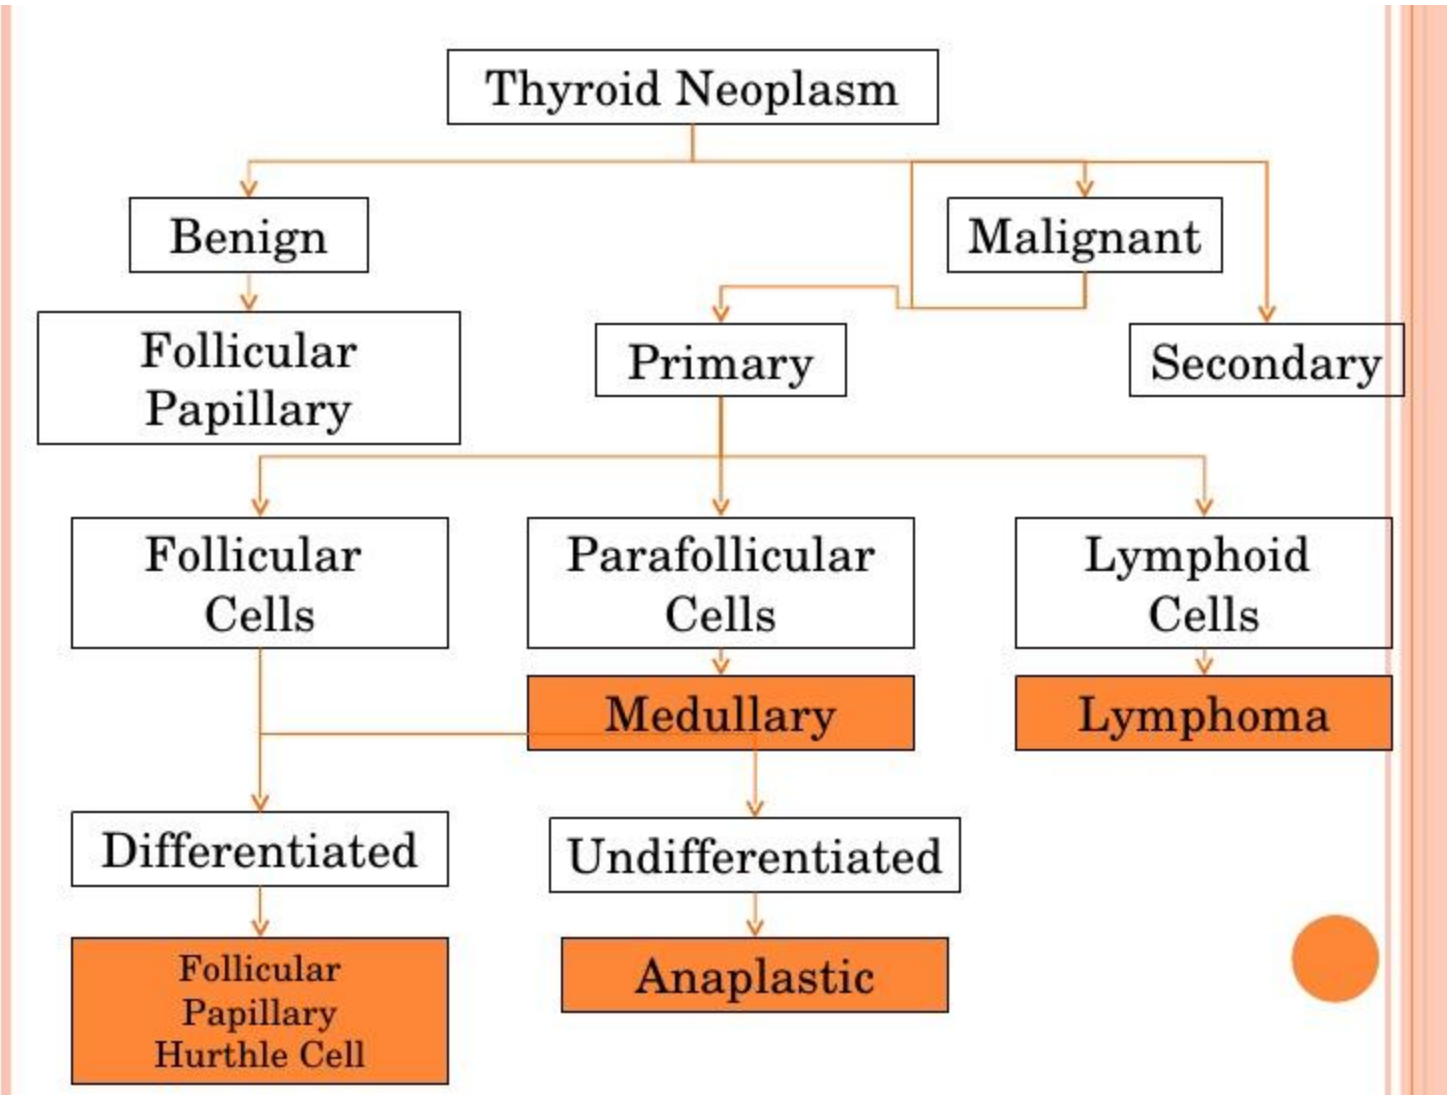 Thyroid Neoplasm
Benign
Malignant
Follicular
Papillary
Primary
Secondary
Follicular
Cells
Parafollicular
Cells
Lymphoid
Cells
Medullary
Lymphoma
Differentiated
Undifferentiated
Follicular
Papillary
Hurthle Cell
Anaplastic